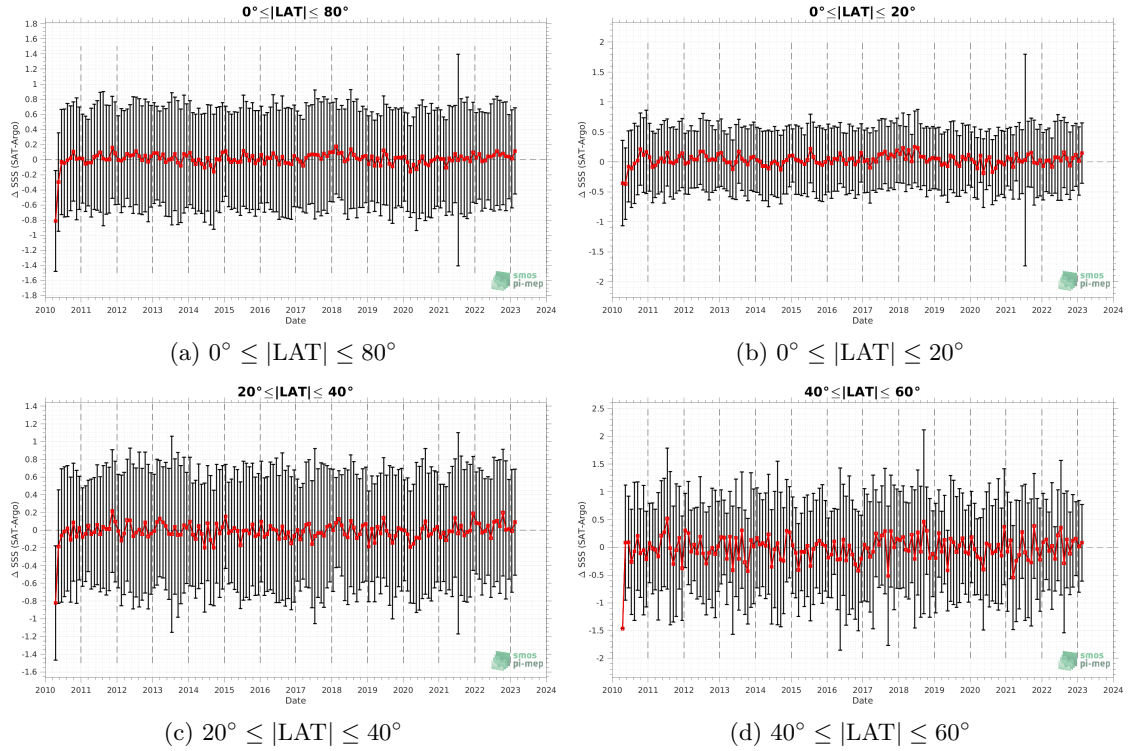 0°≤|LAT|≤ 80°
1.8
1.6
1.4
1.2
1
0.8
0.6
0.4
0.2
0
-0.2
-0.4
-0.6
-0.8
-1
-1.2
-1.4
-1.6
-1.8
Δ SSS (SAT-Argo)
smos
pi-mep
2010 2011 2012 2013 2014 2015 2016 2017 2018 2019 2020 2021 2022 2023 2024
Date
(a) 0° ≤ |LAT| ≤ 80°
0°≤|LAT|≤ 20°
2
1.5
1
0.5
0
-0.5
-1
-1.5
-2
Δ SSS (SAT-Argo)
smos
pi-mep
2010 2011 2012 2013 2014 2015 2016 2017 2018 2019 2020 2021 2022 2023 2024
Date
(b) 0° ≤ |LAT| ≤ 20°
20°≤|LAT|≤ 40°
1.4
1.2
1
0.8
0.6
0.4
0.2
0
-0.2
-0.4
-0.6
-0.8
-1
-1.2
-1.4
-1.6
Δ SSS (SAT-Argo)
smos
pi-mep
2010 2011 2012 2013 2014 2015 2016 2017 2018 2019 2020 2021 2022 2023 2024
Date
(c) 20° ≤ |LAT| ≤ 40°
40°≤|LAT|≤ 60°
2.5
2
1.5
1
0.5
0
-0.5
-1
-1.5
-2
Δ SSS (SAT-Argo)
smos
pi-mep
2010 2011 2012 2013 2014 2015 2016 2017 2018 2019 2020 2021 2022 2023 2024
Date
(d) 40° ≤ |LAT| ≤ 60°